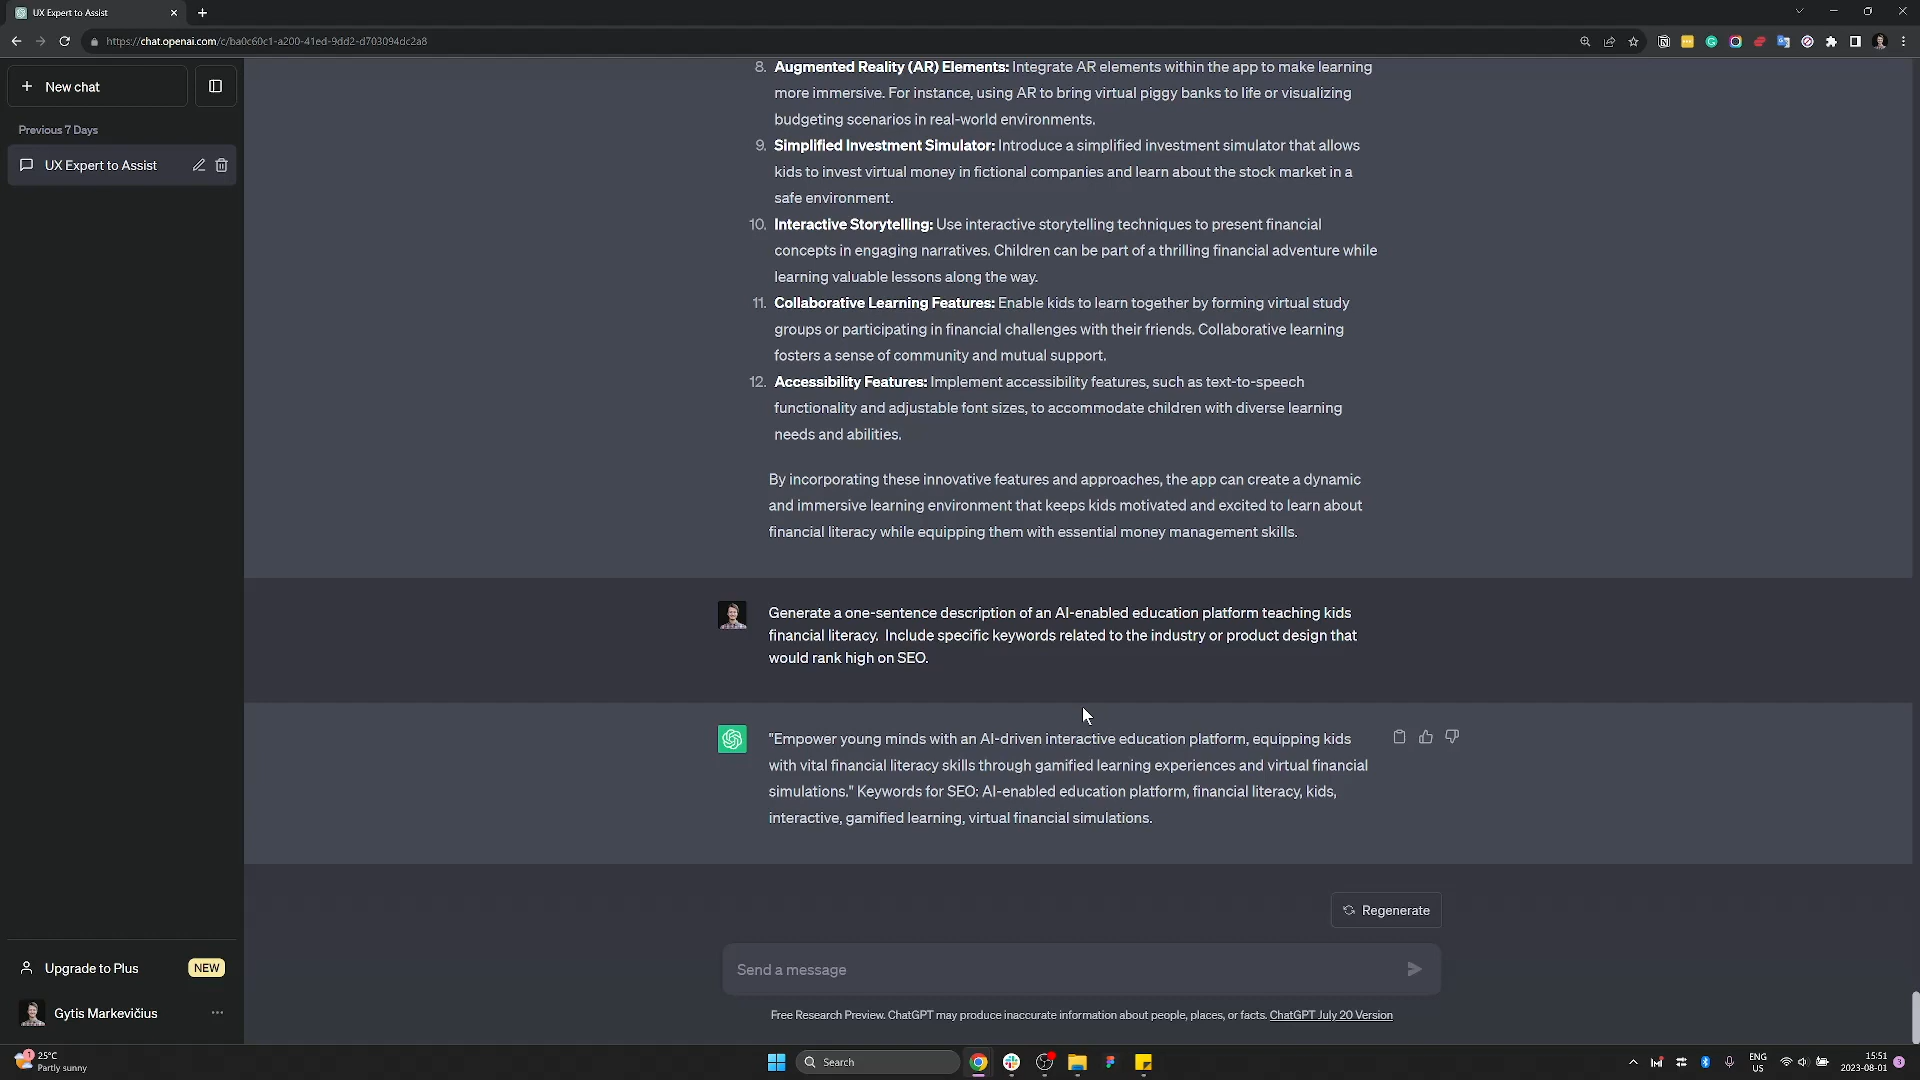 UX Expert to Assist
https://chat.openai.com/c/ba0c60c1-a200-41ed-9dd2-d703094dc2a8
New chat
Previous 7 Days
UX Expert to Assist
8. Augmented Reality (AR) Elements: Integrate AR elements within the app to make learning
more immersive. For instance, using AR to bring virtual piggy banks to life or visualizing
budgeting scenarios in real-world environments.
9. Simplified Investment Simulator: Introduce a simplified investment simulator that allows
kids to invest virtual money in fictional companies and learn about the stock market in a
safe environment.
10. Interactive Storytelling: Use interactive storytelling techniques to present financial
concepts in engaging narratives. Children can be part of a thrilling financial adventure while
learning valuable lessons along the way.
11. Collaborative Learning Features: Enable kids to learn together by forming virtual study
groups or participating in financial challenges with their friends. Collaborative learning
fosters a sense of community and mutual support.
12. Accessibility Features: Implement accessibility features, such as text-to-speech
functionality and adjustable font sizes, to accommodate children with diverse learning
needs and abilities.
By incorporating these innovative features and approaches, the app can create a dynamic
and immersive learning environment that keeps kids motivated and excited to learn about
financial literacy while equipping them with essential money management skills.
Generate a one-sentence description of an AI-enabled education platform teaching kids
financial literacy. Include specific keywords related to the industry or product design that
would rank high on SEO.
"Empower young minds with an AI-driven interactive education platform, equipping kids
with vital financial literacy skills through gamified learning experiences and virtual financial
simulations." Keywords for SEO: AI-enabled education platform, financial literacy, kids,
interactive, gamified learning, virtual financial simulations.
Regenerate
Send a message
Free Research Preview. ChatGPT may produce inaccurate information about people, places, or facts. ChatGPT July 20 Version
Upgrade to Plus NEW
Gytis Markevičius
1
25°C
Partly sunny
Search
ENG
US
15:51
2023-08-01
3